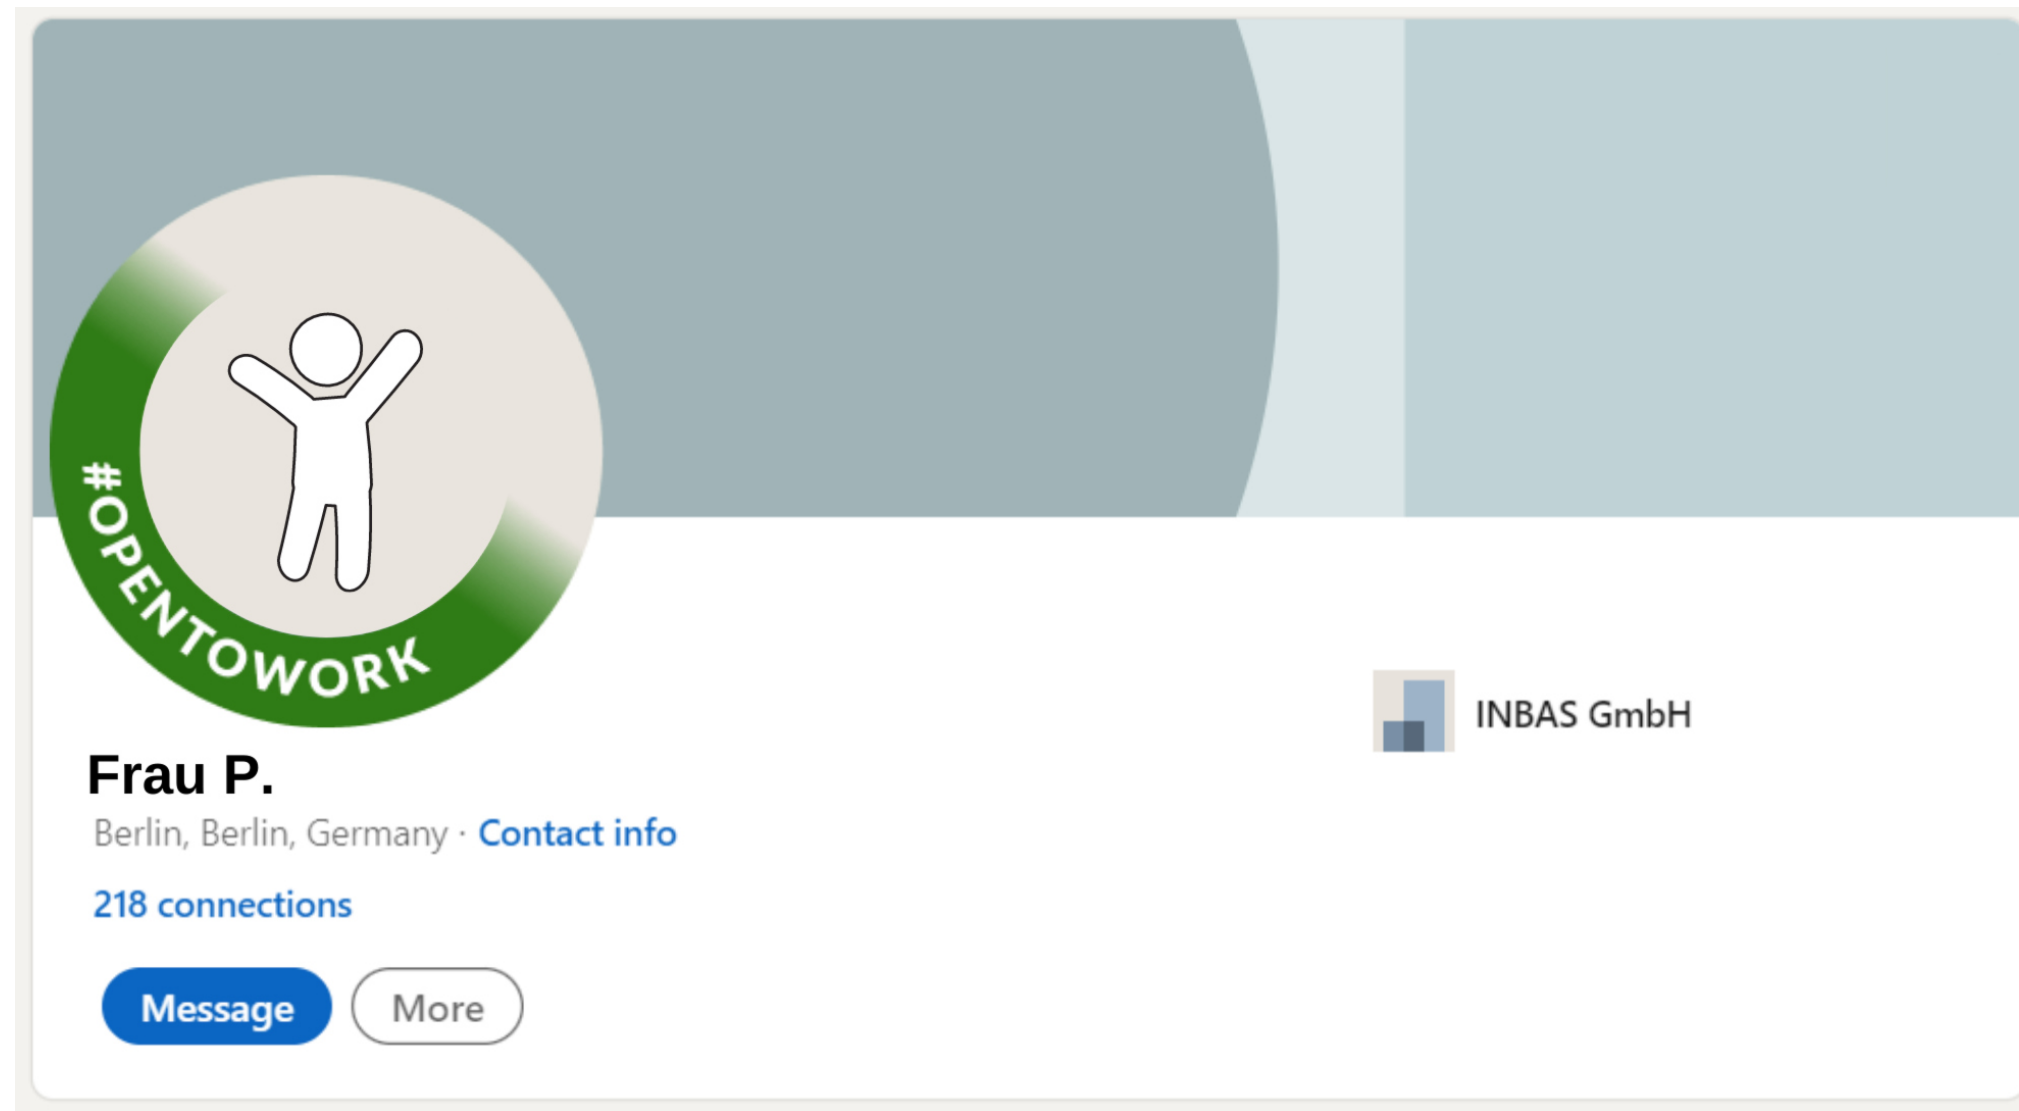 #OPENTOWORK
Frau P.
Berlin, Berlin, Germany · Contact info
218 connections
Message
More
INBAS GmbH